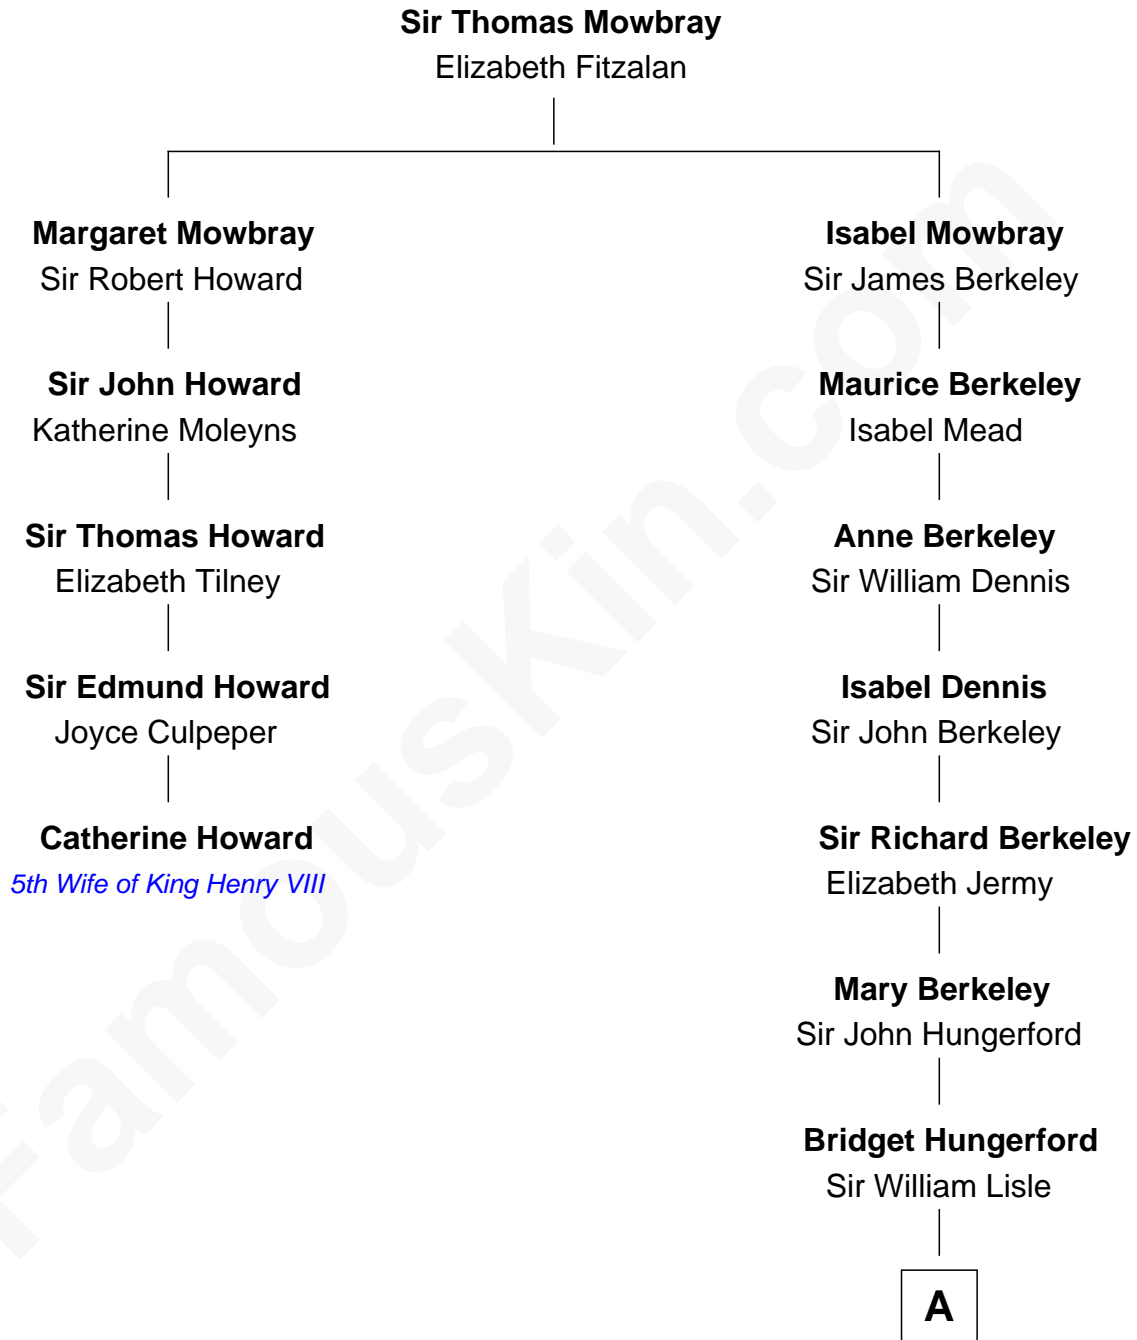 Sir Thomas Mowbray
Elizabeth Fitzalan
Margaret Mowbray
Sir Robert Howard
Sir John Howard
Katherine Moleyns
Sir Thomas Howard
Elizabeth Tilney
Sir Edmund Howard
Joyce Culpeper
Catherine Howard
5th Wife of King Henry VIII
Isabel Mowbray
Sir James Berkeley
Maurice Berkeley
Isabel Mead
Anne Berkeley
Sir William Dennis
Isabel Dennis
Sir John Berkeley
Sir Richard Berkeley
Elizabeth Jermy
Mary Berkeley
Sir John Hungerford
Bridget Hungerford
Sir William Lisle
A
FamousKin.com